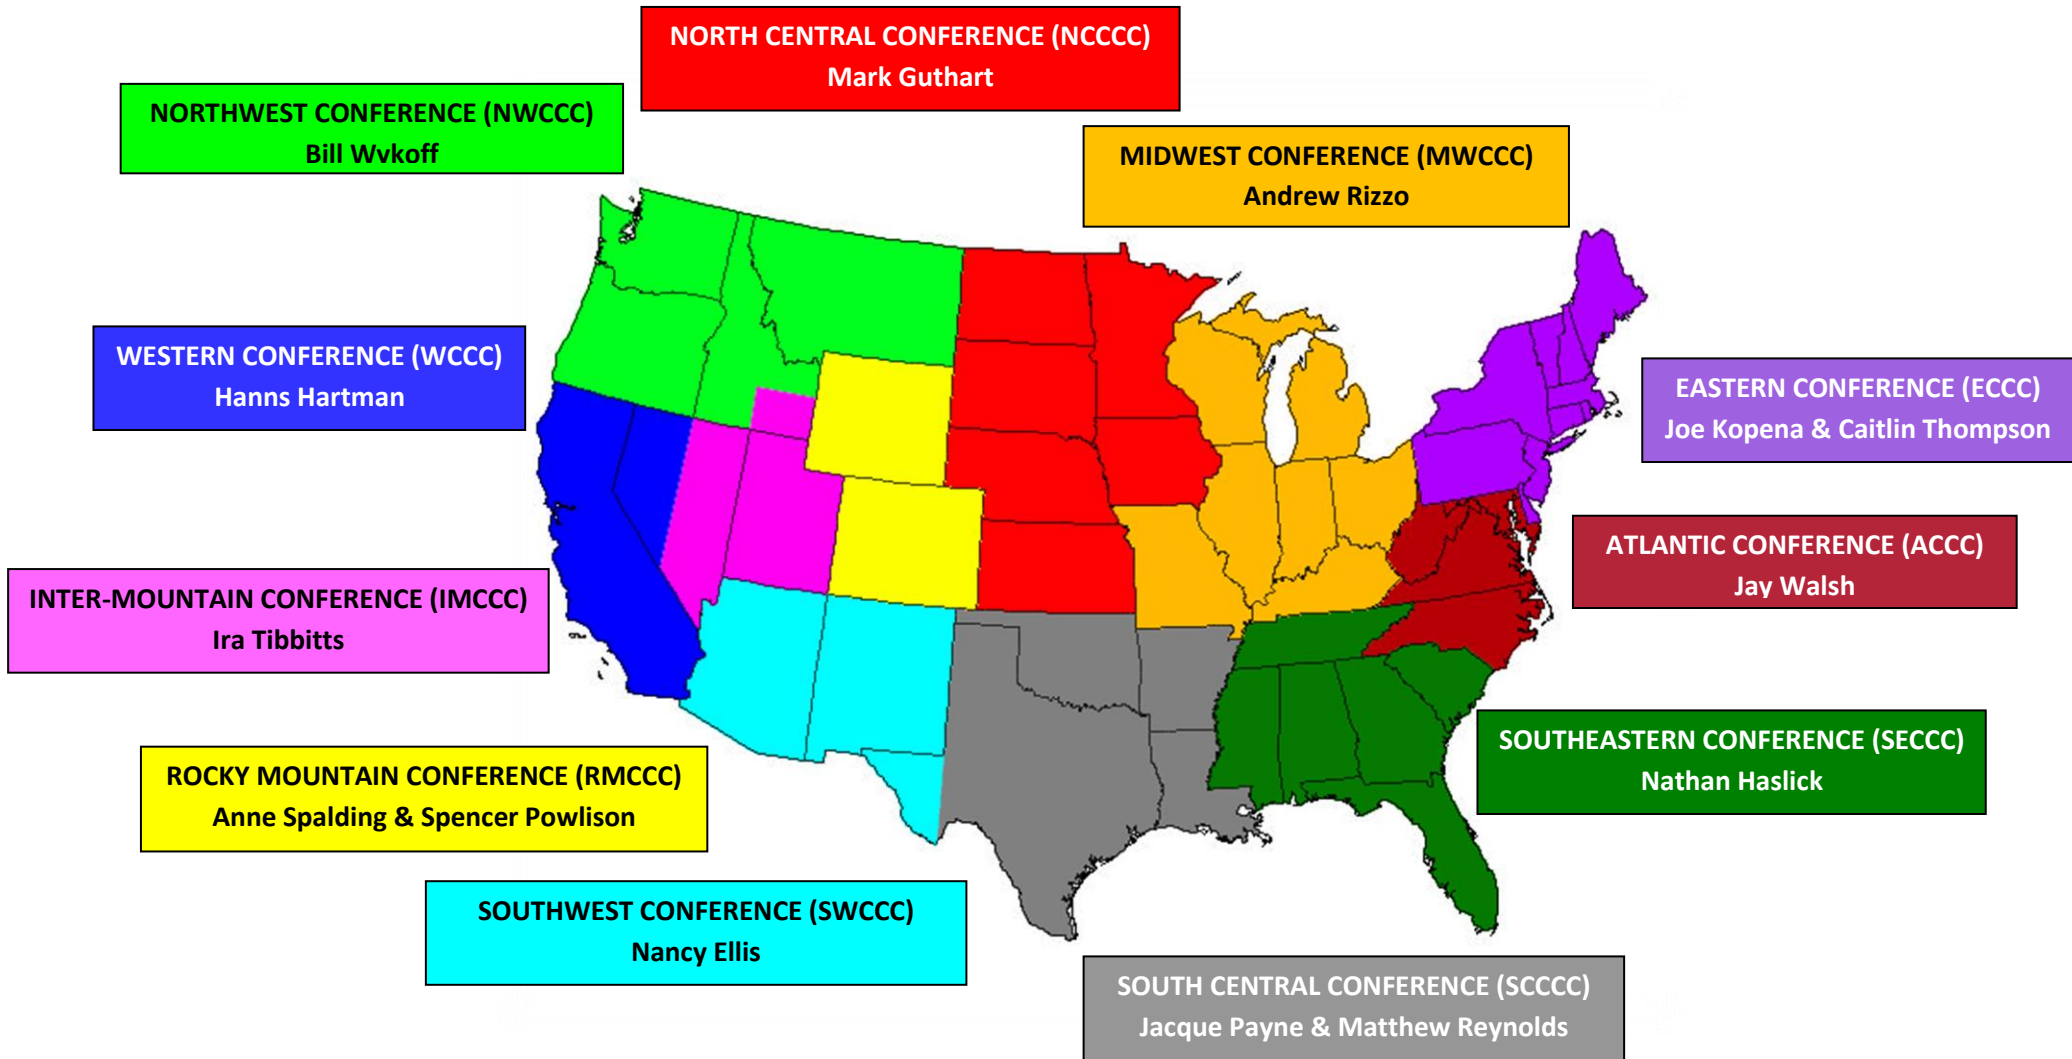 NORTH CENTRAL CONFERENCE (NCCCC)
Mark Guthart
NORTHWEST CONFERENCE (NWCCC)
Bill Wykoff
MIDWEST CONFERENCE (MWCCC)
Andrew Rizzo
WESTERN CONFERENCE (WCCC)
Hanns Hartman
EASTERN CONFERENCE (ECCC)
Joe Kopena & Caitlin Thompson
ATLANTIC CONFERENCE (ACCC)
Jay Walsh
INTER-MOUNTAIN CONFERENCE (IMCCC)
Ira Tibbitts
SOUTHEASTERN CONFERENCE (SECCC)
Nathan Haslick
ROCKY MOUNTAIN CONFERENCE (RMCCC)
Anne Spalding & Spencer Powlison
SOUTHWEST CONFERENCE (SWCCC)
Nancy Ellis
SOUTH CENTRAL CONFERENCE (SCCCC)
Jacque Payne & Matthew Reynolds